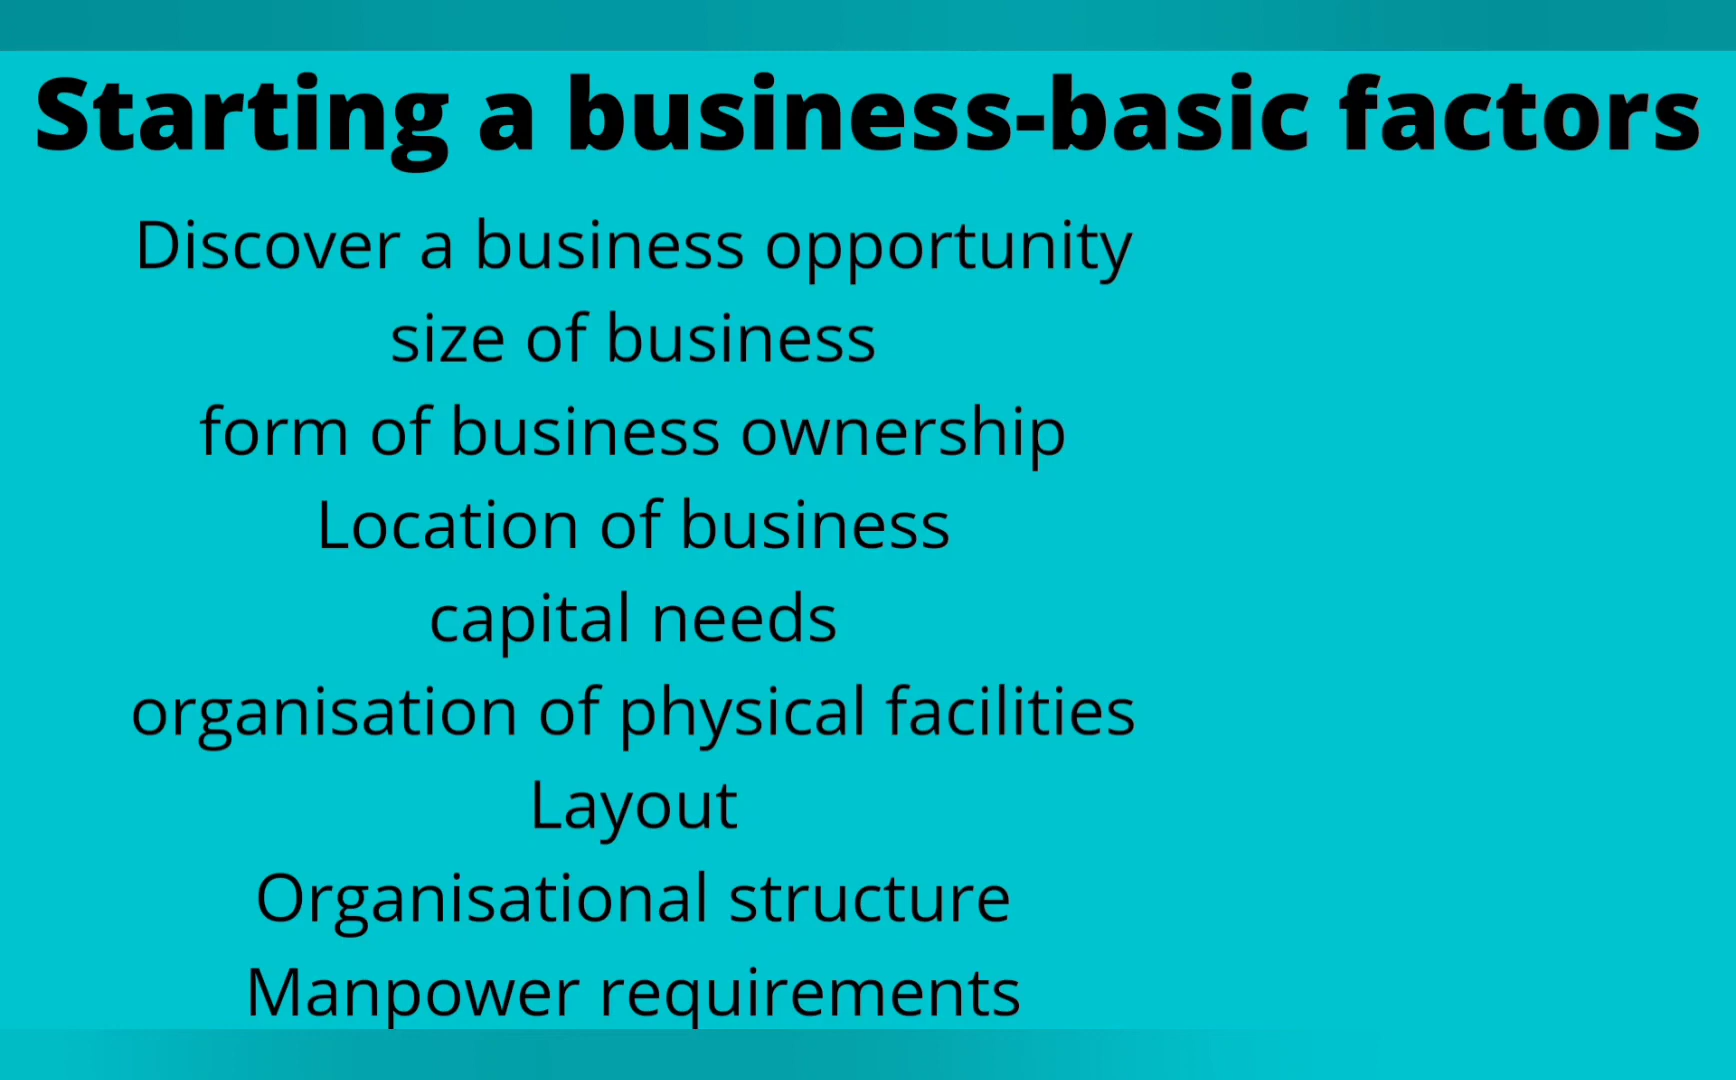 Starting a business-basic factors
Discover a business opportunity
size of business
form of business ownership
Location of business
capital needs
organisation of physical facilities
Layout
Organisational structure
Manpower requirements